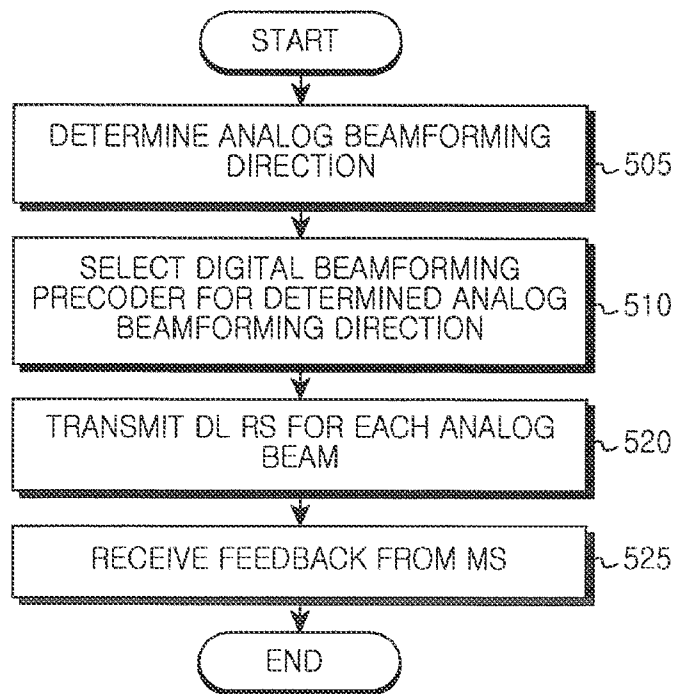 START
DETERMINE ANALOG BEAMFORMING
DIRECTION
505
SELECT DIGITAL BEAMFORMING
PRECODER FOR DETERMINED ANALOG
BEAMFORMING DIRECTION
510
TRANSMIT DL RS FOR EACH ANALOG
BEAM
520
RECEIVE FEEDBACK FROM MS
525
END